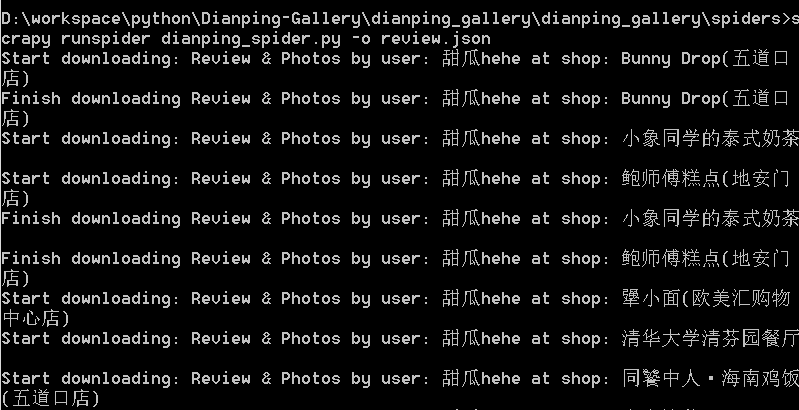 D:\workspace\python\Dianping-Gallery\dianping_gallery\dianping_gallery\spiders>s
crapy runspider dianping_spider.py -o review.json
Start downloading: Review & Photos by user: 甜瓜hehe at shop: Bunny Drop(五道口
店)
Finish downloading: Review & Photos by user: 甜瓜hehe at shop: Bunny Drop(五道口
店)
Start downloading: Review & Photos by user: 甜瓜hehe at shop: 小象同学的泰式奶茶
Start downloading: Review & Photos by user: 甜瓜hehe at shop: 鲍师傅糕点(地安门
店)
Finish downloading: Review & Photos by user: 甜瓜hehe at shop: 小象同学的泰式奶茶
Finish downloading: Review & Photos by user: 甜瓜hehe at shop: 鲍师傅糕点(地安门
店)
Start downloading: Review & Photos by user: 甜瓜hehe at shop: 犟小面(欧美汇购物
中心店)
Start downloading: Review & Photos by user: 甜瓜hehe at shop: 清华大学清芬园餐厅
Start downloading: Review & Photos by user: 甜瓜hehe at shop: 同饕中人·海南鸡饭
(五道口店)